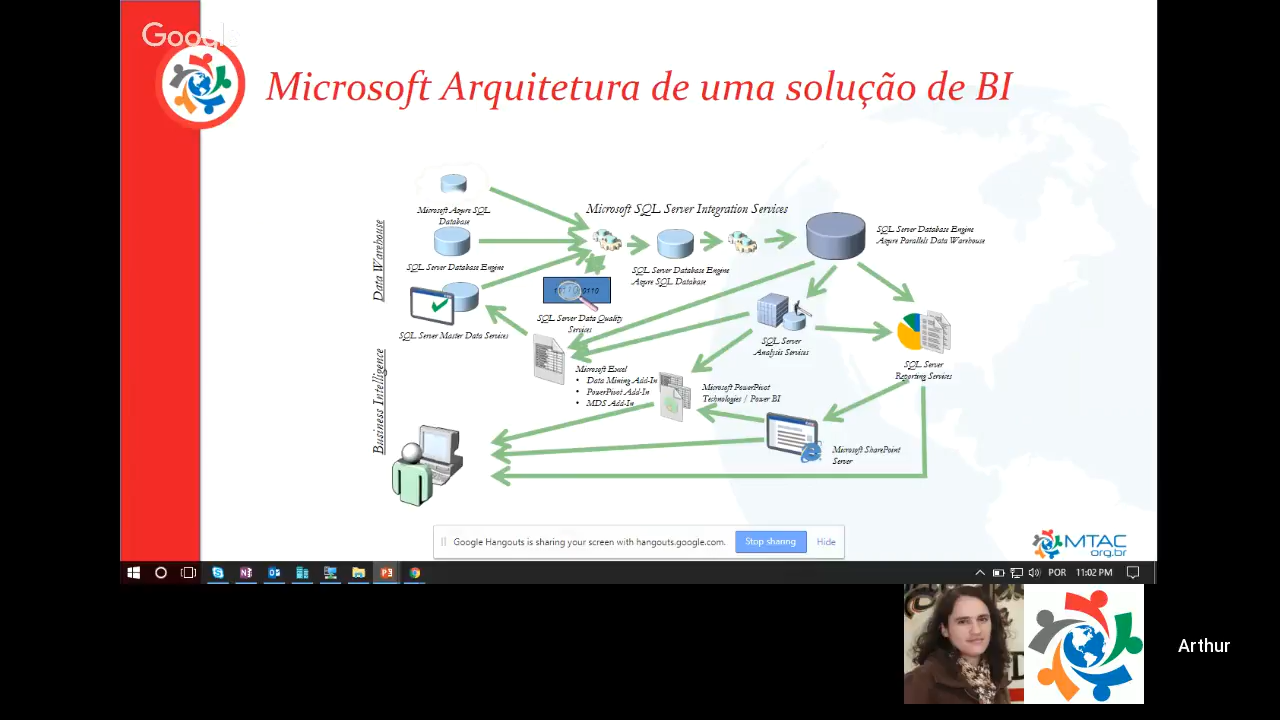 Google
Microsoft Arquitetura de uma solução de BI
Data Warehouse
Business Intelligence
Microsoft Azure SQL
Database
SQL Server Database Engine
SQL Server Master Data Services
Microsoft SQL Server Integration Services
SQL Server Data Quality
Services
SQL Server Database Engine
Azure SQL Database
SQL Server Database Engine
Azure Parallels Data Warehouse
SQL Server
Analysis Services
SQL Server
Reporting Services
Microsoft Excel
• Data Mining Add-In
• PowerPivot Add-In
• MDS Add-In
Microsoft PowerPivot
Technologies / Power BI
Microsoft SharePoint
Server
MTAC
org.br
Google Hangouts is sharing your screen with hangouts.google.com.
Stop sharing
Hide
POR
11:02 PM
Arthur